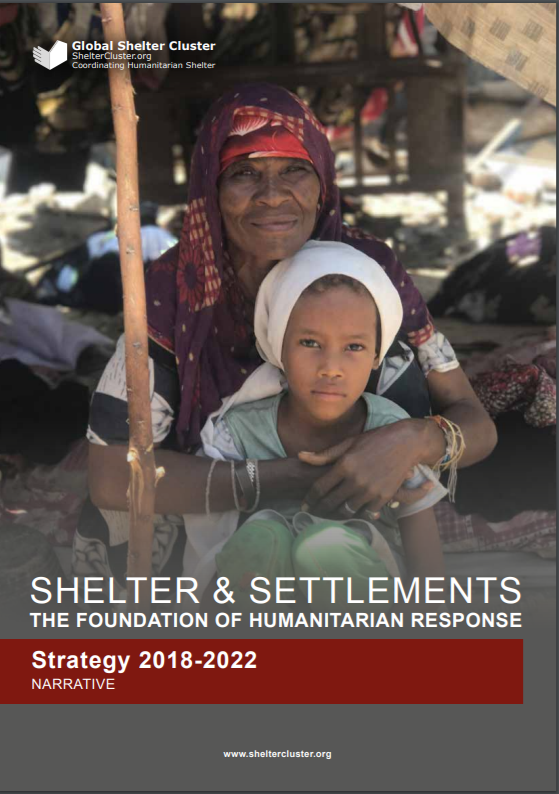 Global Shelter Cluster
ShelterCluster.org
Coordinating Humanitarian Shelter
SHELTER & SETTLEMENTS
THE FOUNDATION OF HUMANITARIAN RESPONSE
Strategy 2018-2022
NARRATIVE
www.sheltercluster.org